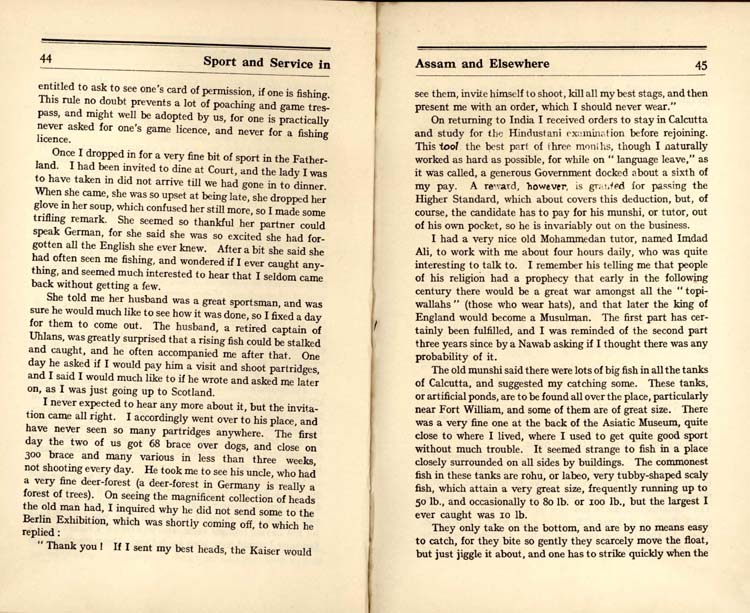 44 Sport and Service in
entitled to ask to see one's card of permission, if one is fishing.
This rule no doubt prevents a lot of poaching and game tres-
pass, and might well be adopted by us, for one is practically
never asked for one's game licence, and never for a fishing
licence.
Once I dropped in for a very fine bit of sport in the Father-
land. I had been invited to dine at Court, and the lady I was
to have taken in did not arrive till we had gone in to dinner.
When she came, she was so upset at being late, she dropped her
glove in her soup, which confused her still more, so I made some
trifling remark. She seemed so thankful her partner could
speak German, for she said she was so excited she had for-
gotten all the English she ever knew. After a bit she said she
had often seen me fishing, and wondered if I ever caught any-
thing, and seemed much interested to hear that I seldom came
back without getting a few.
She told me her husband was a great sportsman, and was
sure he would much like to see how it was done, so I fixed a day
for them to come out. The husband, a retired captain of
Uhlans, was greatly surprised that a rising fish could be stalked
and caught, and he often accompanied me after that. One
day he asked if I would pay him a visit and shoot partridges,
and I said I would much like to if he wrote and asked me later
on, as I was just going up to Scotland.
I never expected to hear any more about it, but the invita-
tion came all right. I accordingly went over to his place, and
have never seen so many partridges anywhere. The first
day the two of us got 68 brace over dogs, and close on
300 brace and many various in less than three weeks,
not shooting every day. He took me to see his uncle, who had
a very fine deer-forest (a deer-forest in Germany is really a
forest of trees). On seeing the magnificent collection of heads
the old man had, I inquired why he did not send some to the
Berlin Exhibition, which was shortly coming off, to which he
replied :
" Thank you ! If I sent my best heads, the Kaiser would
Assam and Elsewhere 45
see them, invite himself to shoot, kill all my best stags, and then
present me with an order, which I should never wear."
On returning to India I received orders to stay in Calcutta
and study for the Hindustani examination before rejoining.
This tool the best part of three months, though I naturally
worked as hard as possible, for while on " language leave," as
it was called, a generous Government docked about a sixth of
my pay. A reward, however, is granted for passing the
Higher Standard, which about covers this deduction, but, of
course, the candidate has to pay for his munshi, or tutor, out
of his own pocket, so he is invariably out on the business.
I had a very nice old Mohammedan tutor, named Imdad
Ali, to work with me about four hours daily, who was quite
interesting to talk to. I remember his telling me that people
of his religion had a prophecy that early in the following
century there would be a great war amongst all the " topi-
wallahs " (those who wear hats), and that later the king of
England would become a Musulman. The first part has cer-
tainly been fulfilled, and I was reminded of the second part
three years since by a Nawab asking if I thought there was any
probability of it.
The old munshi said there were lots of big fish in all the tanks
of Calcutta, and suggested my catching some. These tanks,
or artificial ponds, are to be found all over the place, particularly
near Fort William, and some of them are of great size. There
was a very fine one at the back of the Asiatic Museum, quite
close to where I lived, where I used to get quite good sport
without much trouble. It seemed strange to fish in a place
closely surrounded on all sides by buildings. The commonest
fish in these tanks are rohu, or labeo, very tubby-shaped scaly
fish, which attain a very great size, frequently running up to
50 lb., and occasionally to 80 lb. or 100 lb., but the largest I
ever caught was 10 lb.
They only take on the bottom, and are by no means easy
to catch, for they bite so gently they scarcely move the float,
but just jiggle it about, and one has to strike quickly when the